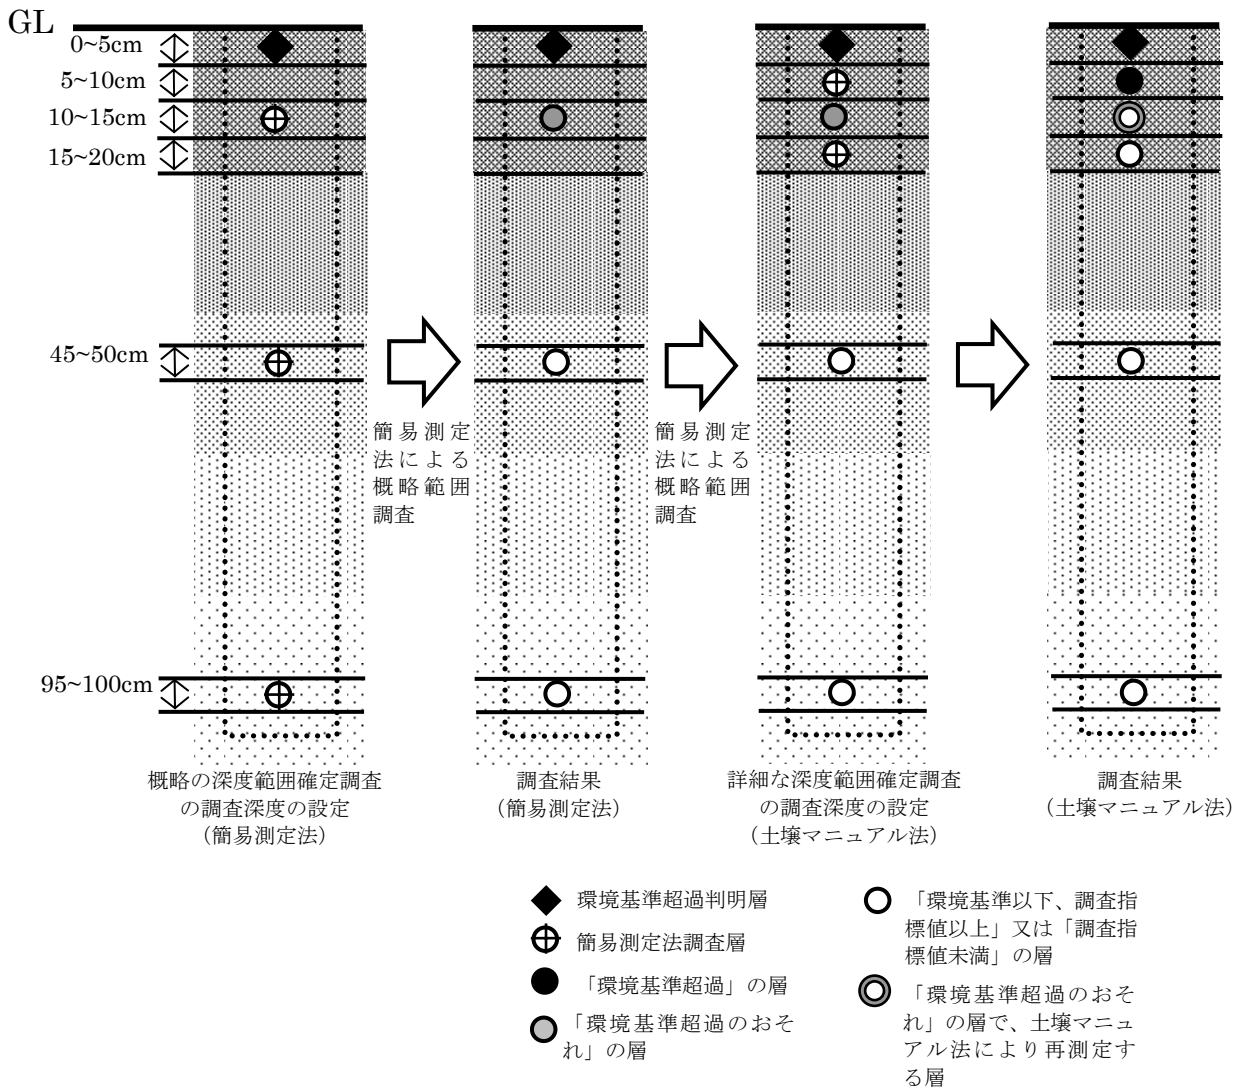 GL
0~5cm
5~10cm
10~15cm
15~20cm
45~50cm
95~100cm
簡易測定
法による
概略範囲
調査
簡易測定
法による
概略範囲
調査
概略の深度範囲確定調査
の調査深度の設定
（簡易測定法）
調査結果
（簡易測定法）
詳細な深度範囲確定調査
の調査深度の設定
（土壌マニュアル法）
調査結果
（土壌マニュアル法）
環境基準超過判明層
簡易測定法調査層
「環境基準超過」の層
「環境基準超過のおそ
れ」の層
「環境基準以下、調査指
標値以上」又は「調査指
標値未満」の層
「環境基準超過のおそ
れ」の層で、土壌マニュ
アル法により再測定す
る層